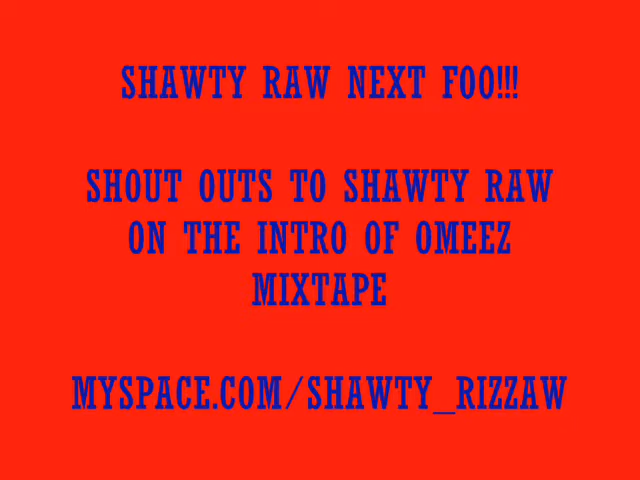 SHAWTY RAW NEXT FOO!!!
SHOUT OUTS TO SHAWTY RAW
ON THE INTRO OF OMEEZ
MIXTAPE
MYSPACE.COM/SHAWTY_RIZZAW